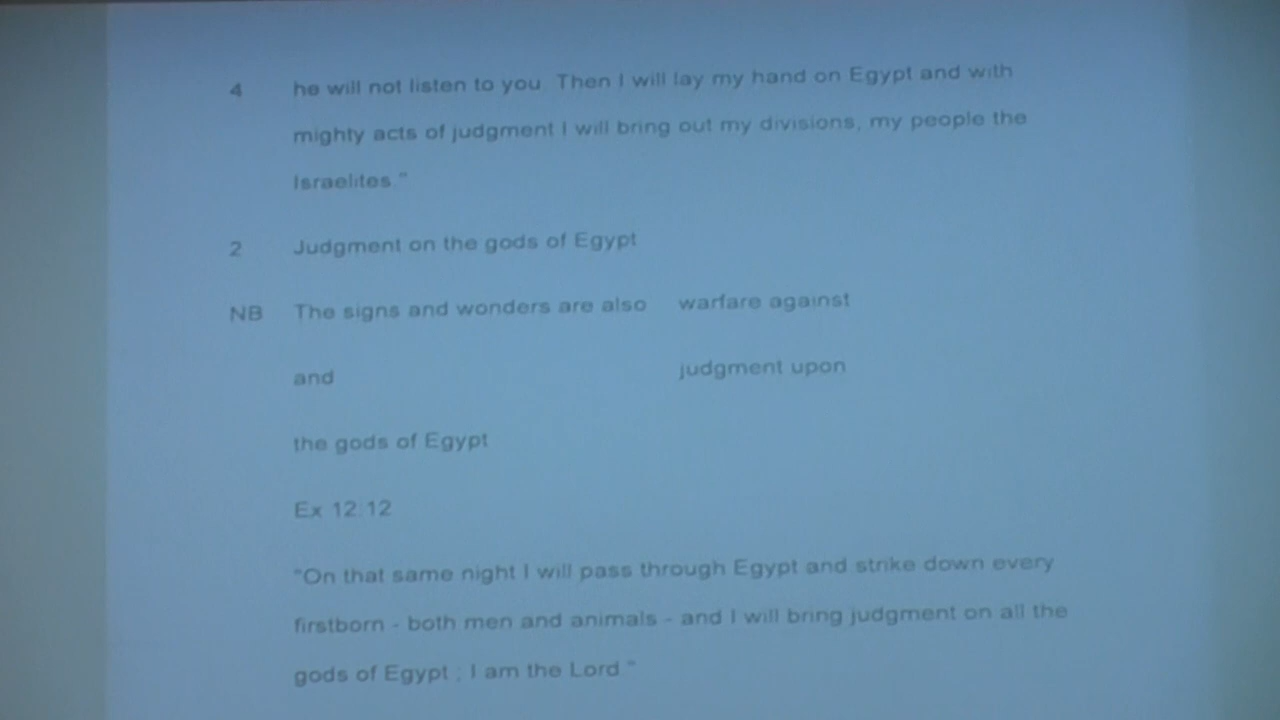 4 he will not listen to you. Then I will lay my hand on Egypt and with
mighty acts of judgment I will bring out my divisions, my people the
Israelites."
2 Judgment on the gods of Egypt
NB The signs and wonders are also warfare against
and judgment upon
the gods of Egypt
Ex 12:12
"On that same night I will pass through Egypt and strike down every
firstborn - both men and animals - and I will bring judgment on all the
gods of Egypt ; I am the Lord."